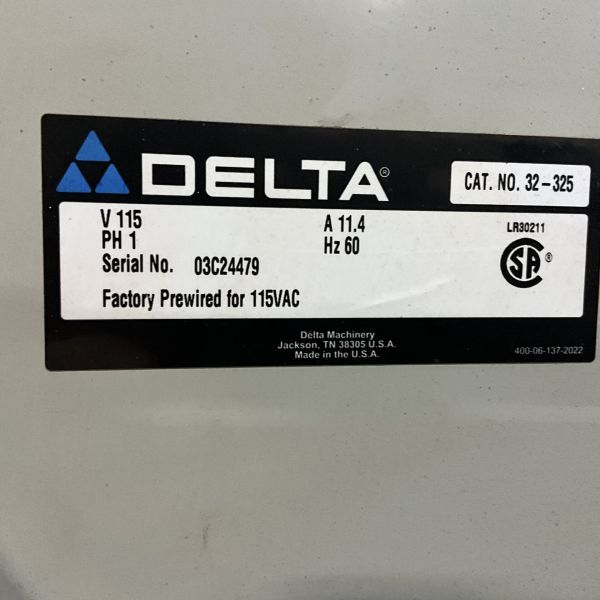 DELTA®
CAT. NO. 32-325
V 115 A 11.4
PH 1 Hz 60
Serial No. 03C24479
Factory Prewired for 115VAC
LR30211
SA ®
Delta Machinery
Jackson, TN 38305 U.S.A.
Made in the U.S.A.
400-06-137-2022